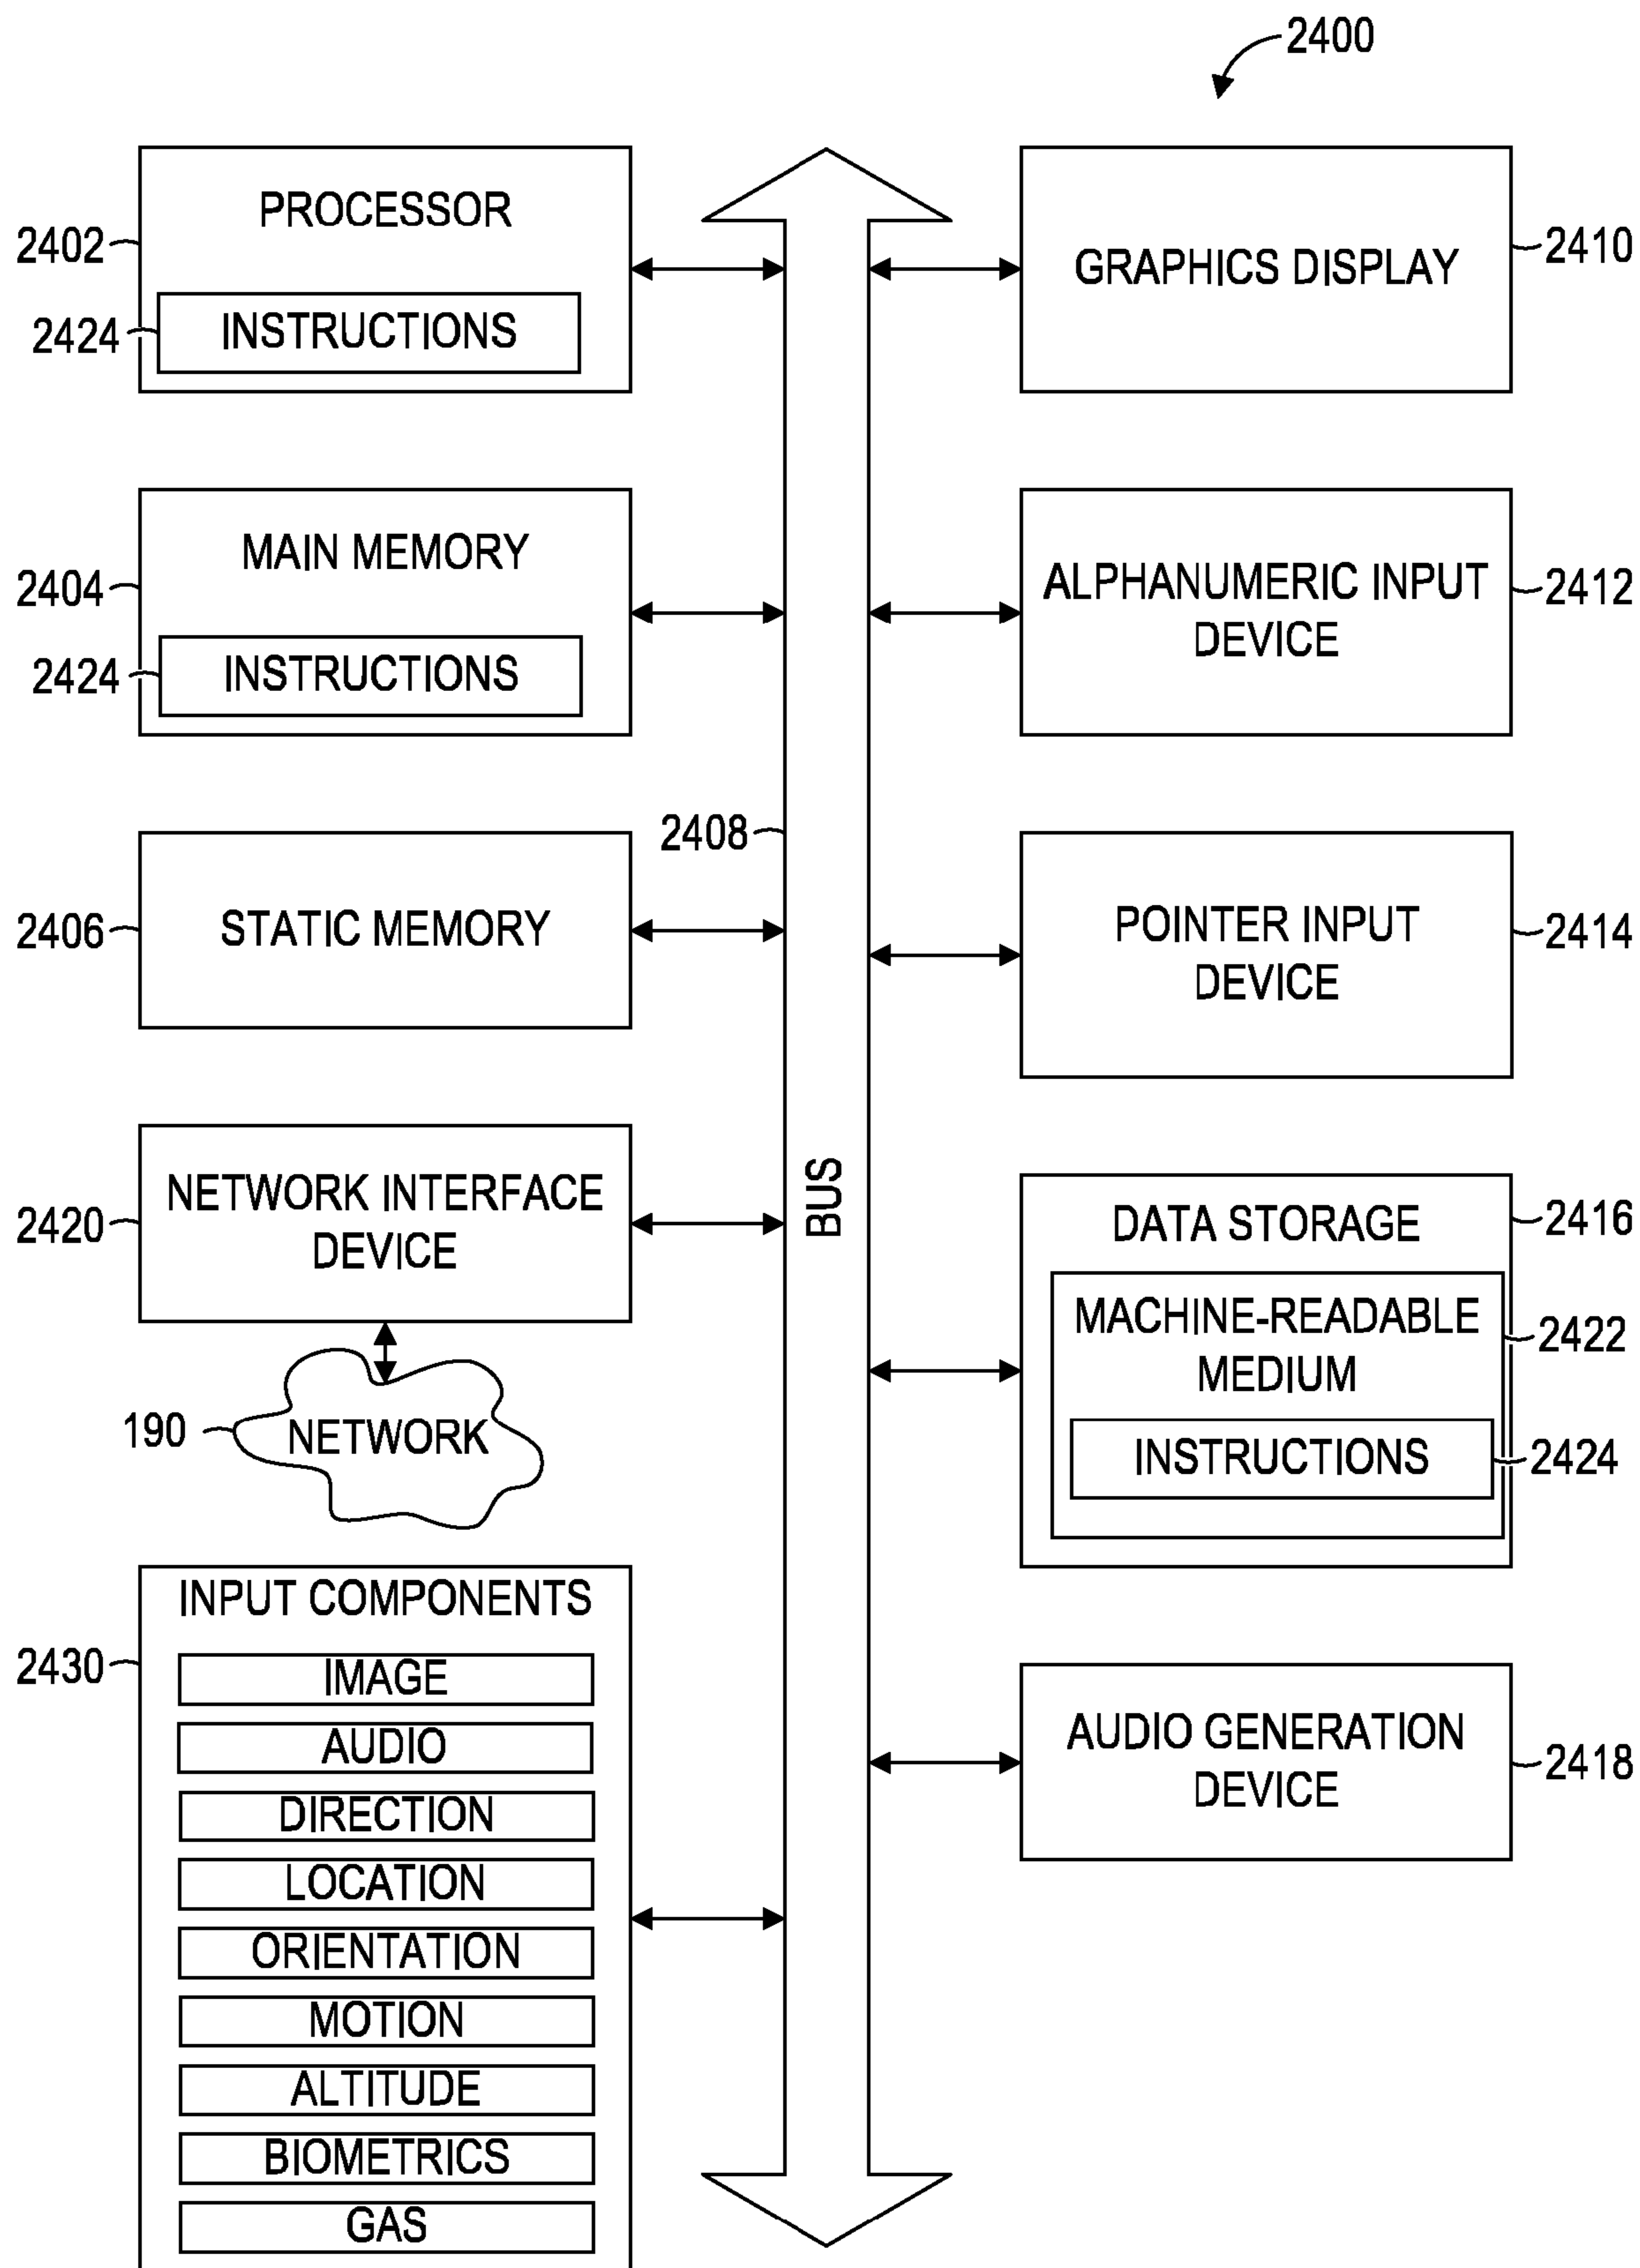 2400
PROCESSOR
2402
2424
INSTRUCTIONS
MAIN MEMORY
2404
2424
INSTRUCTIONS
2408
2406
STATIC MEMORY
2420
NETWORK INTERFACE
DEVICE
190
NETWORK
INPUT COMPONENTS
2430
IMAGE
AUDIO
DIRECTION
LOCATION
ORIENTATION
MOTION
ALTITUDE
BIOMETRICS
GAS
BUS
GRAPHICS DISPLAY
2410
ALPHANUMERIC INPUT
DEVICE
2412
POINTER INPUT
DEVICE
2414
DATA STORAGE
2416
MACHINE-READABLE
MEDIUM
2422
INSTRUCTIONS
2424
AUDIO GENERATION
DEVICE
2418